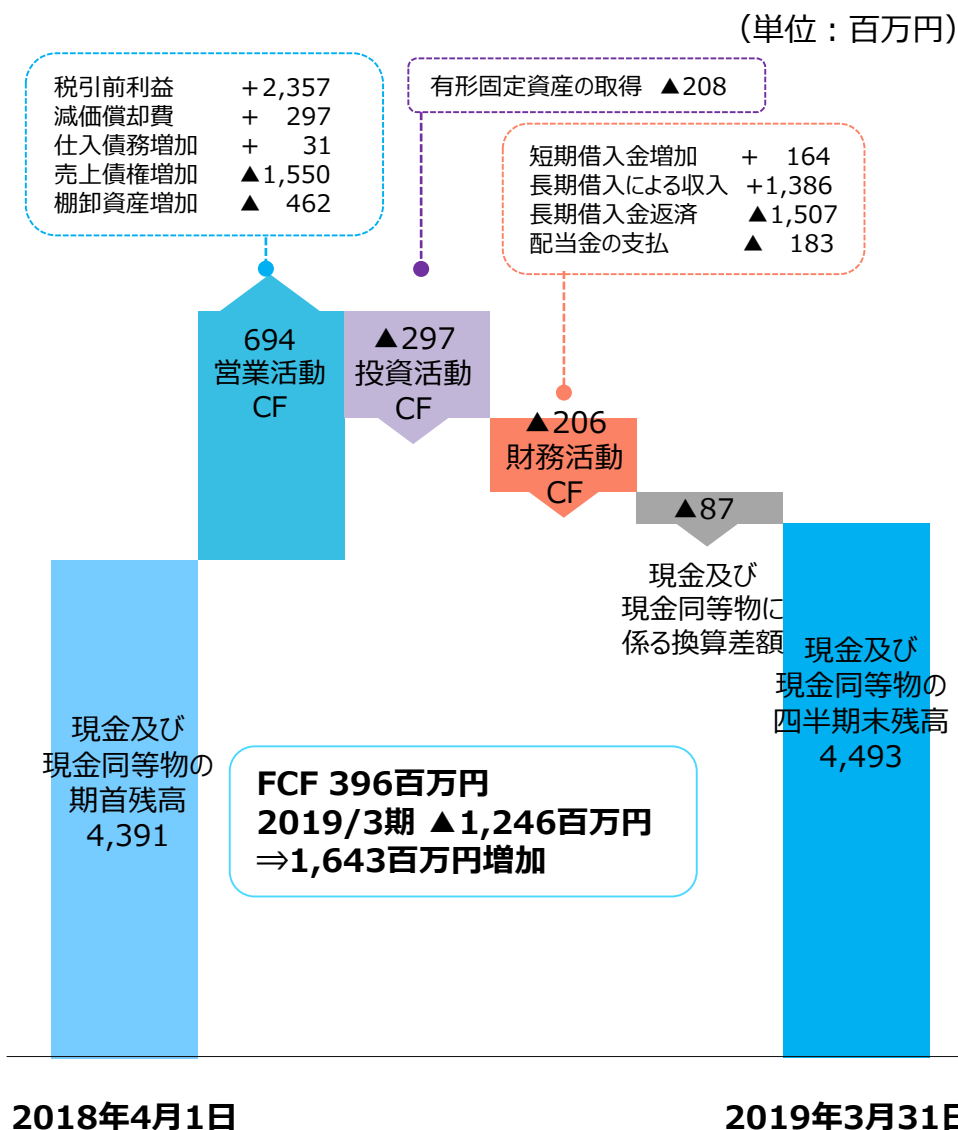 （単位：百万円）
税引前利益 +2,357
減価償却費 + 297
仕入債務増加 + 31
売上債権増加 ▲1,550
棚卸資産増加 ▲ 462
有形固定資産の取得 ▲208
短期借入金増加 + 164
長期借入による収入 +1,386
長期借入金返済 ▲1,507
配当金の支払 ▲ 183
694
営業活動
CF
▲297
投資活動
CF
▲206
財務活動
CF
▲87
現金及び
現金同等物に
係る換算差額
現金及び
現金同等物の
四半期末残高
4,493
現金及び
現金同等物の
期首残高
4,391
FCF 396百万円
2019/3期 ▲1,246百万円
⇒1,643百万円増加
2018年4月1日
2019年3月31日